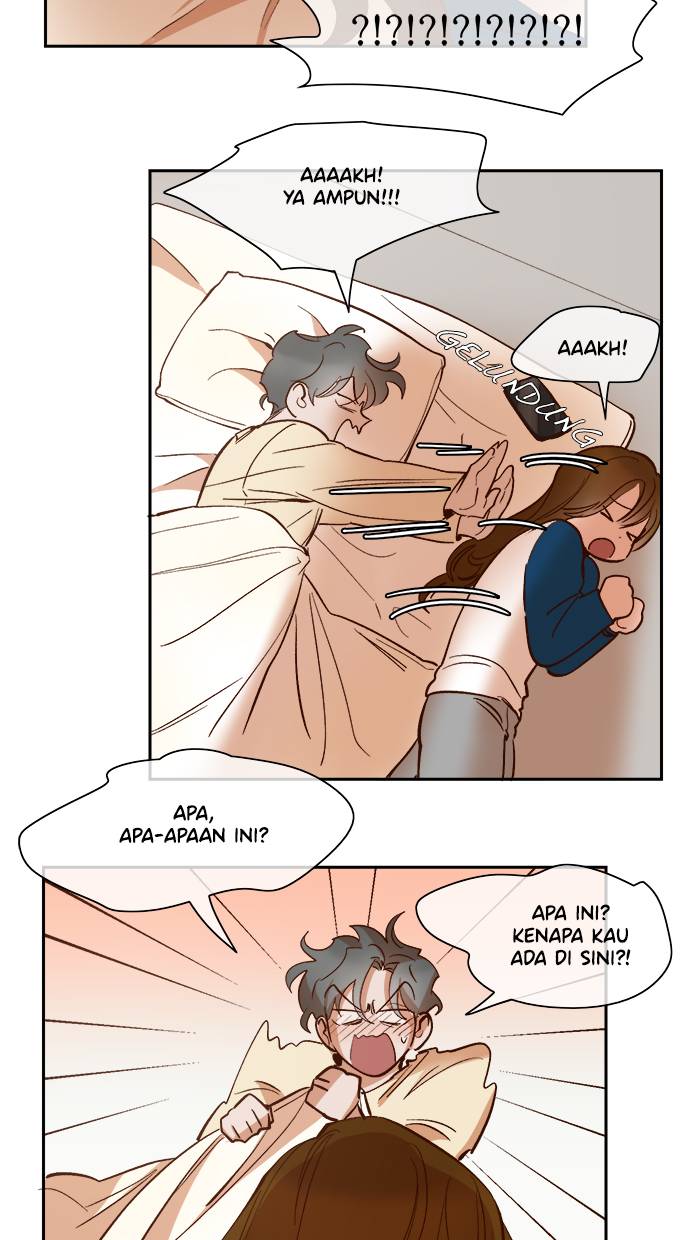 ?!?!?!?!?!?!?!
AAAAKH!
YA AMPUN!!!
GELUNDUNG
AAAKH!
APA,
APA-APAAN INI?
APA INI?
KENAPA KAU
ADA DI SINI?!